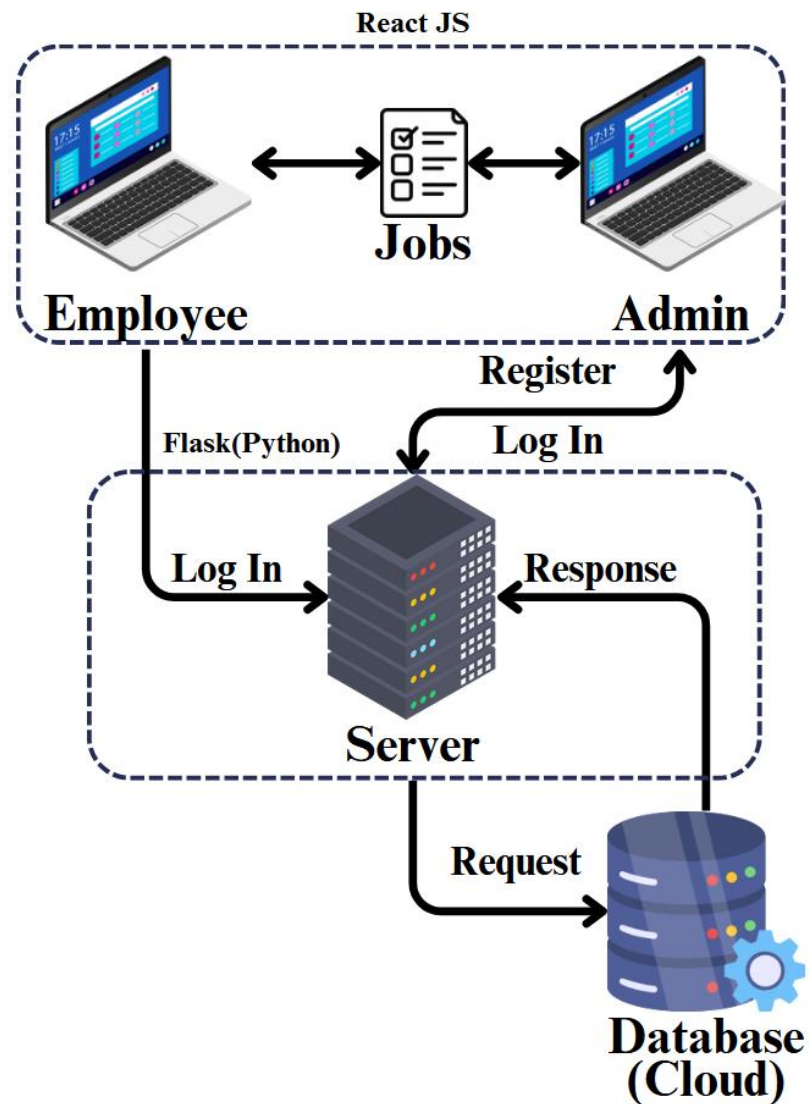 React JS
17:15
17:15
Jobs
Employee
Admin
Register
Flask(Python)
Log In
Log In
Response
Server
Request
Database
(Cloud)